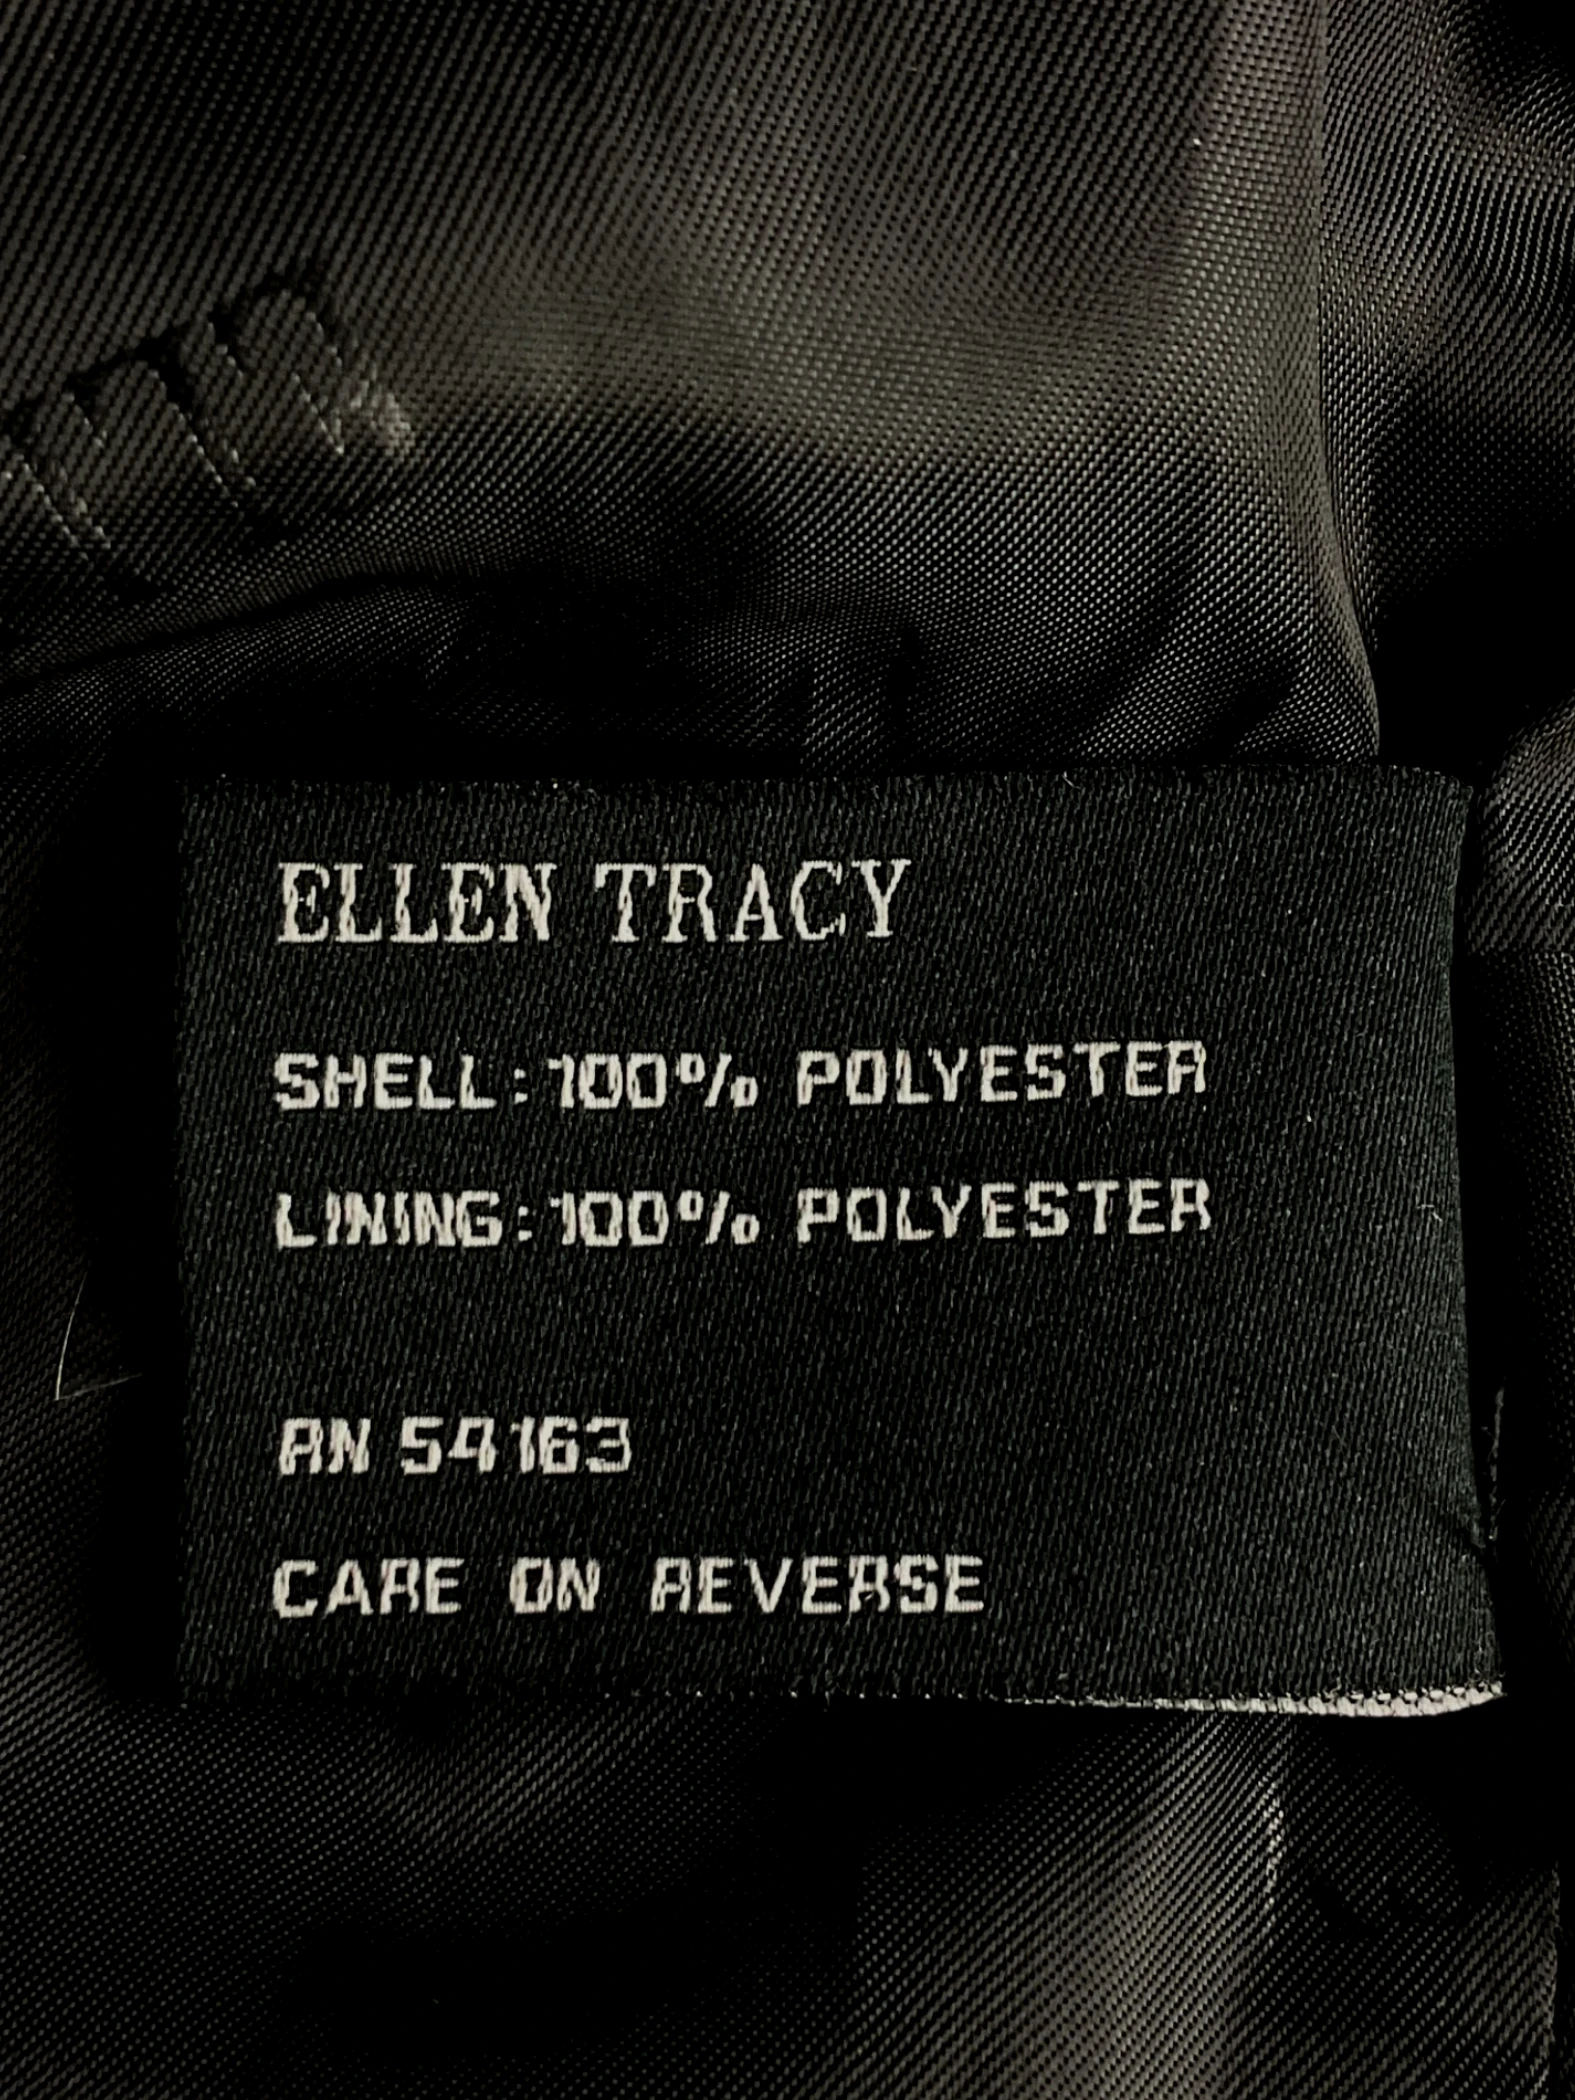 ELLEN TRACY
SHELL: 100% POLYESTER
LINING: 100% POLYESTER
RN 54163
CARE ON REVERSE